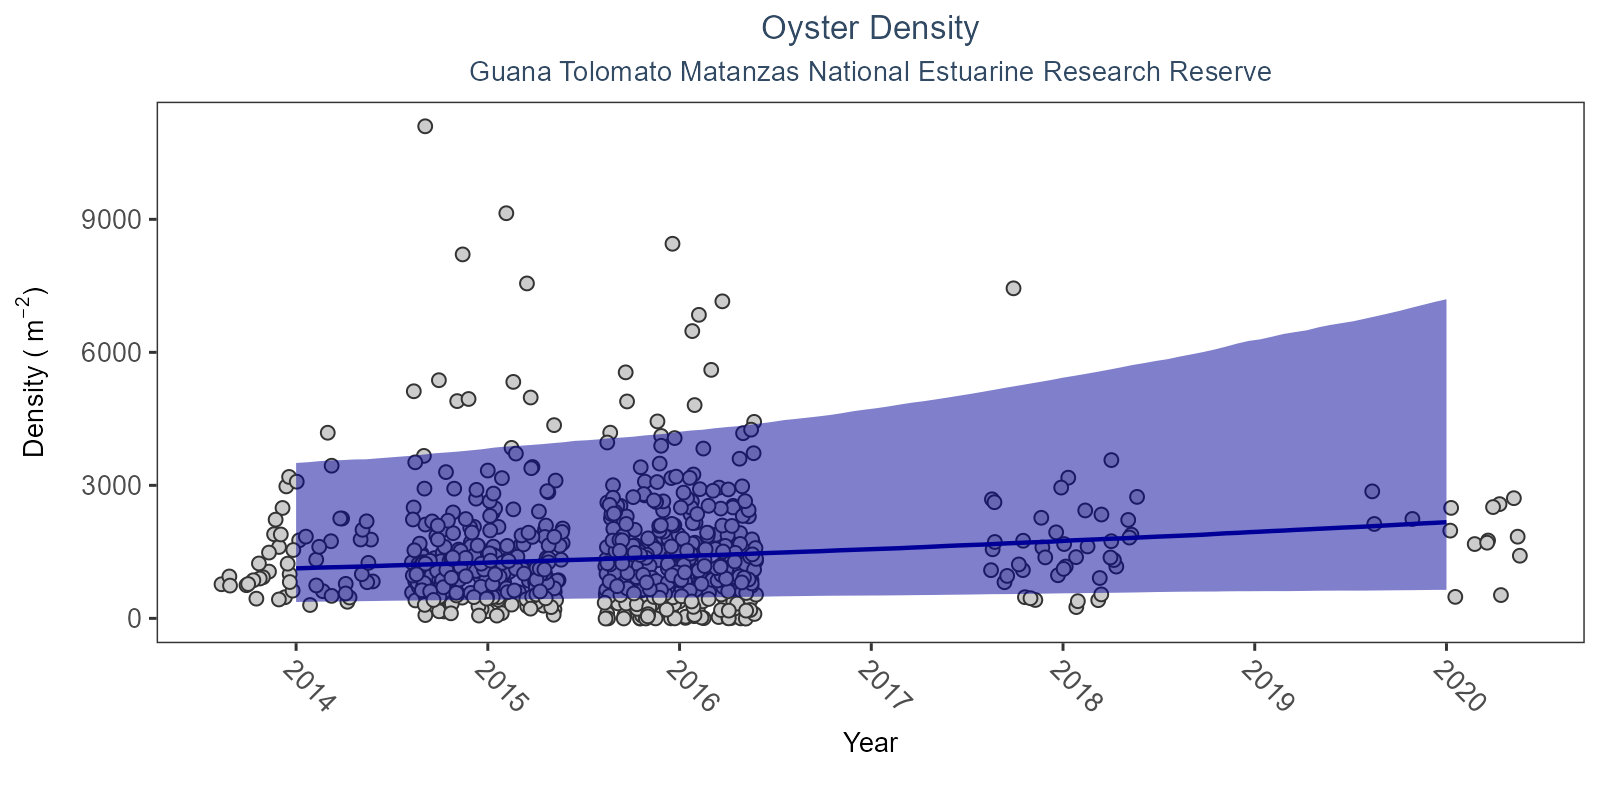 Oyster Density
Guana Tolomato Matanzas National Estuarine Research Reserve
Density ( m⁻²)
9000
6000
3000
0
2014 2015 2016 2017 2018 2019 2020
Year